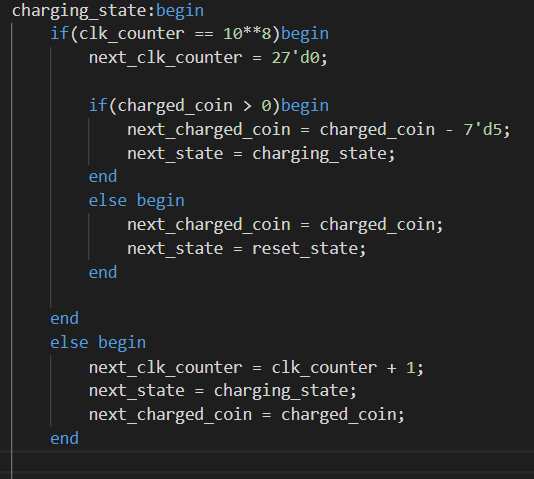 charging_state:begin
    if(clk_counter == 10**8)begin
        next_clk_counter = 27'd0;

        if(charged_coin > 0)begin
            next_charged_coin = charged_coin - 7'd5;
            next_state = charging_state;
        end
        else begin
            next_charged_coin = charged_coin;
            next_state = reset_state;
        end

    end
    else begin
        next_clk_counter = clk_counter + 1;
        next_state = charging_state;
        next_charged_coin = charged_coin;
    end